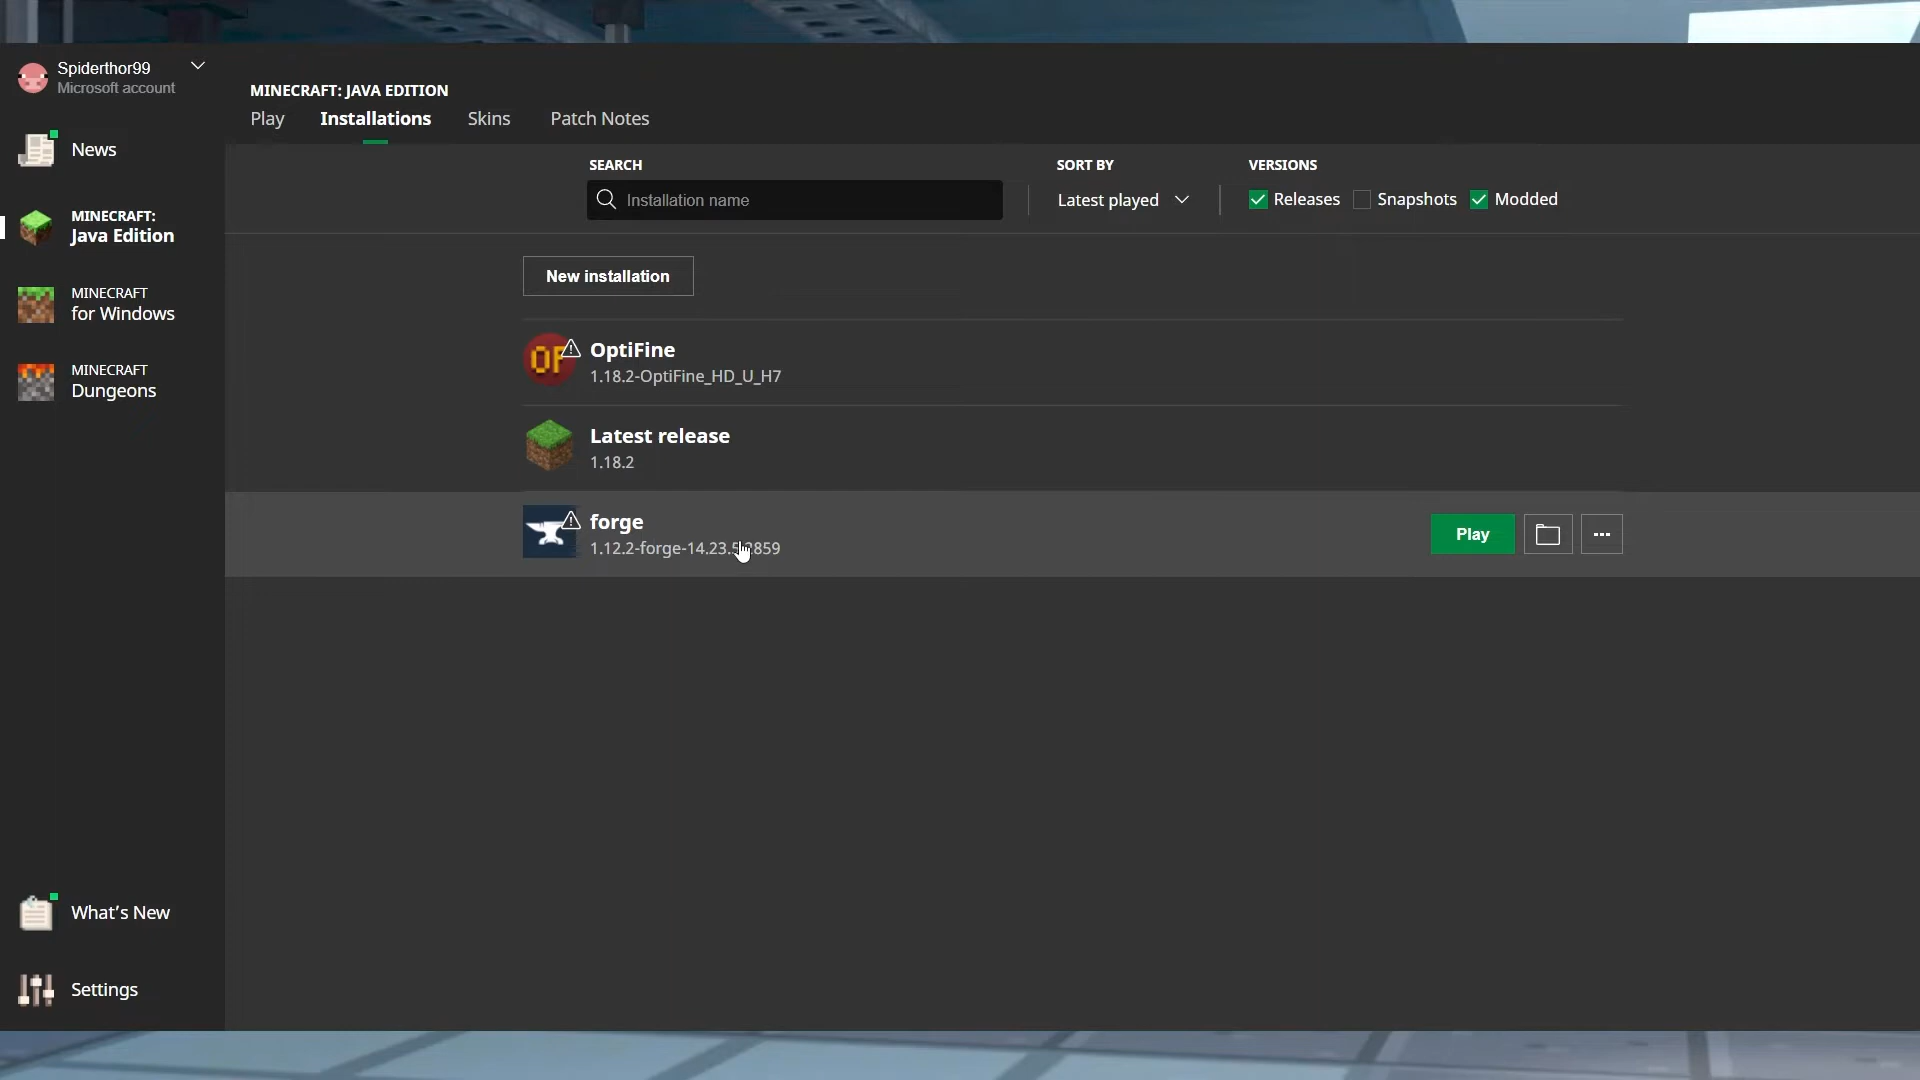 Spiderthor99
Microsoft account
News
MINECRAFT:
Java Edition
MINECRAFT
for Windows
MINECRAFT
Dungeons
What's New
Settings
MINECRAFT: JAVA EDITION
Play Installations Skins Patch Notes
SEARCH SORT BY VERSIONS
Installation name Latest played Releases Snapshots Modded
New installation
OF OptiFine
1.18.2-OptiFine_HD_U_H7
Latest release
1.18.2
forge
Play